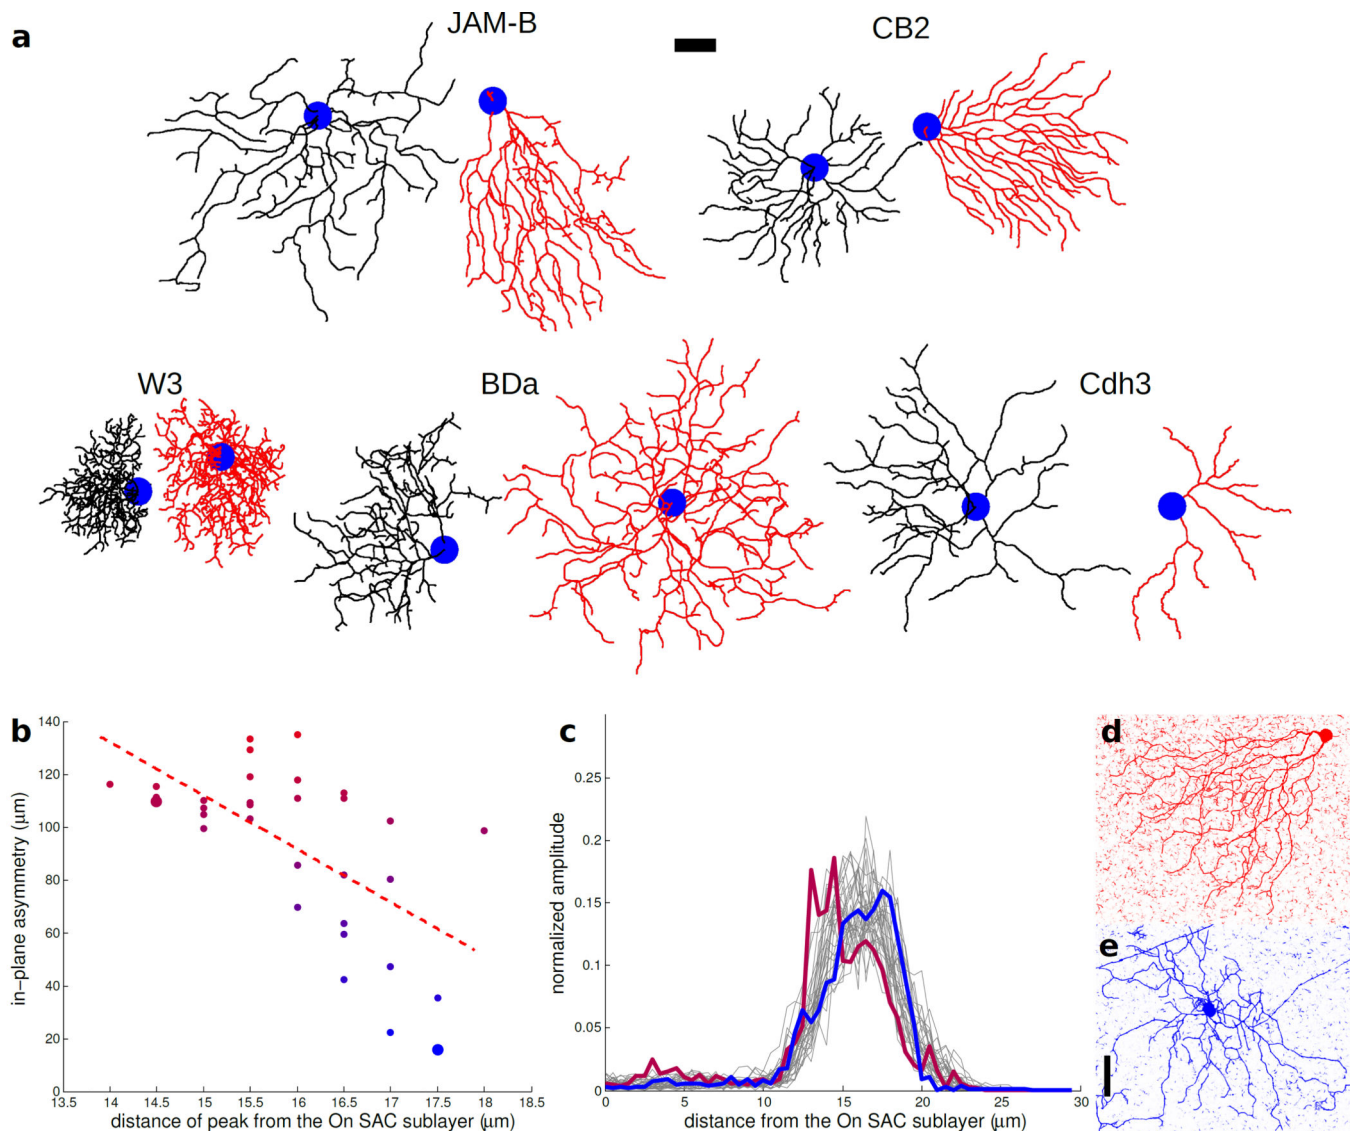 a
JAM-B
CB2
W3
BDa
Cdh3
b
140
120
100
80
60
40
20
0
in-plane asymmetry (μm)
13.5 14 14.5 15 15.5 16 16.5 17 17.5 18 18.5
distance of peak from the On SAC sublayer (μm)
c
0.25
0.2
0.15
0.1
0.05
0
normalized amplitude
0 5 10 15 20 25 30
distance from the On SAC sublayer (μm)
d
e